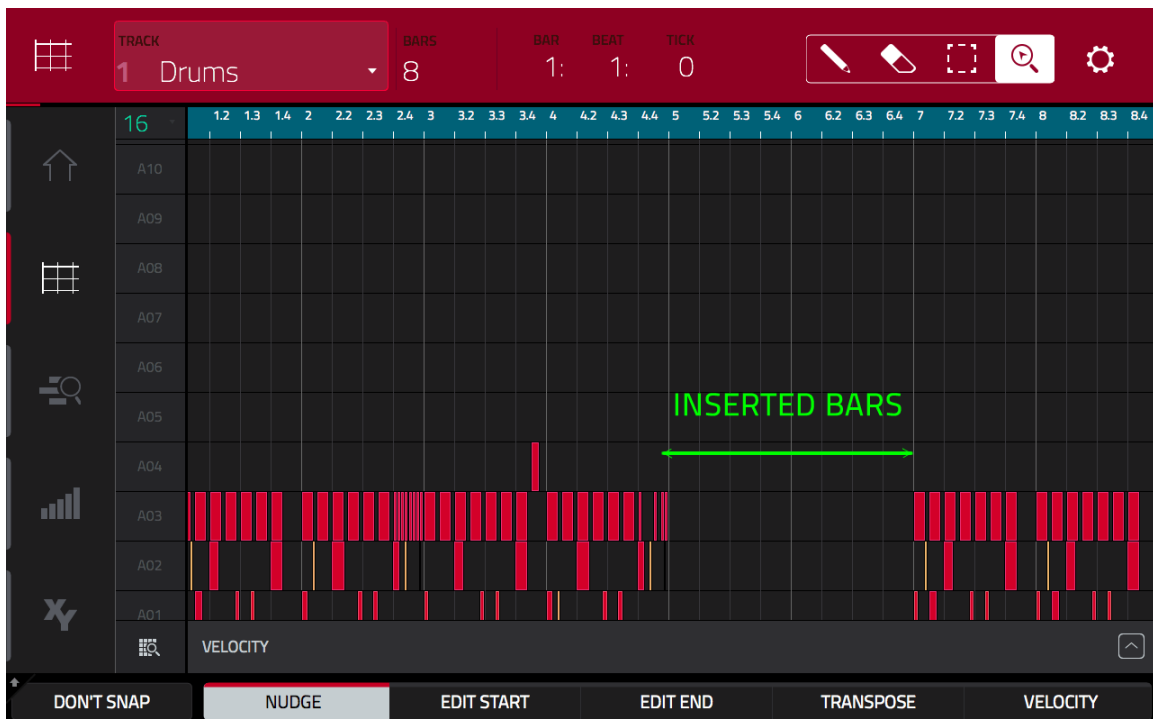 TRACK BARS BAR BEAT TICK
1 Drums 8 1: 1: 0
16 1.2 1.3 1.4 2 2.2 2.3 2.4 3 3.2 3.3 3.4 4 4.2 4.3 4.4 5 5.2 5.3 5.4 6 6.2 6.3 6.4 7 7.2 7.3 7.4 8 8.2 8.3 8.4
A10
A09
A08
A07
A06
A05 INSERTED BARS
A04
A03
A02
A01
XY
VELOCITY
DON'T SNAP NUDGE EDIT START EDIT END TRANSPOSE VELOCITY